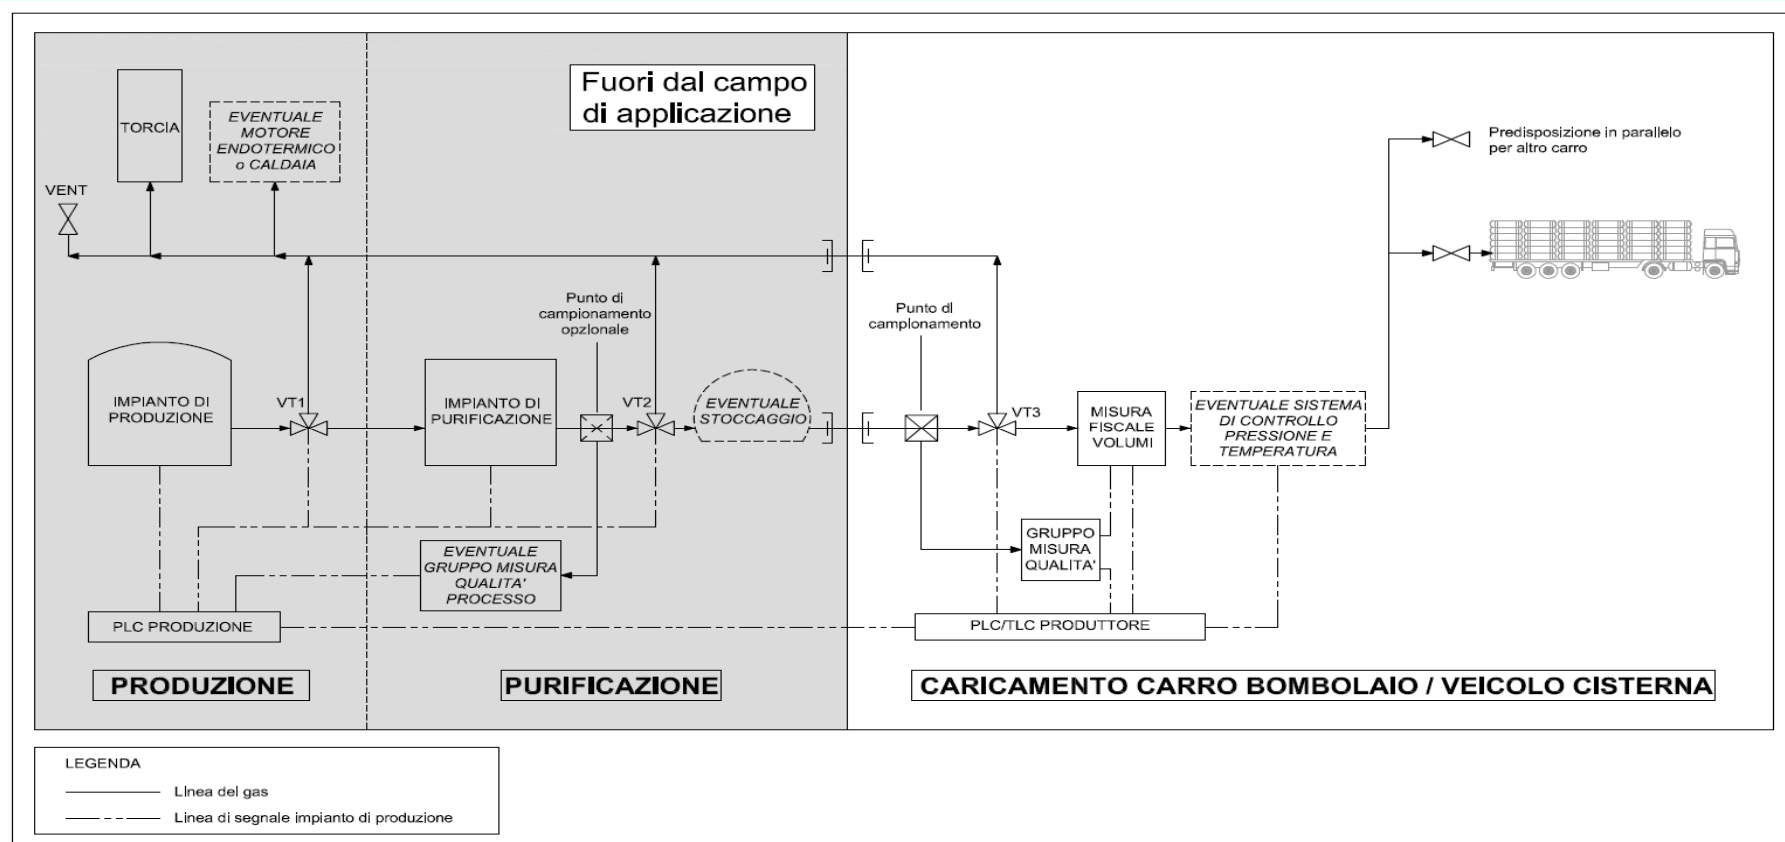 Fuori dal campo
di applicazione
TORCIA
EVENTUALE
MOTORE
ENDOTERMICO
o CALDAIA
VENT
Predisposizione in parallelo
per altro carro
Punto di
campionamento
opzionale
Punto di
campionamento
IMPIANTO DI
PRODUZIONE
VT1
IMPIANTO DI
PURIFICAZIONE
VT2
EVENTUALE
STOCCAGGIO
VT3
MISURA
FISCALE
VOLUMI
EVENTUALE SISTEMA
DI CONTROLLO
PRESSIONE E
TEMPERATURA
EVENTUALE
GRUPPO MISURA
QUALITA'
PROCESSO
GRUPPO
MISURA
QUALITA'
PLC PRODUZIONE
PLC/TLC PRODUTTORE
PRODUZIONE
PURIFICAZIONE
CARICAMENTO CARRO BOMBOLAIO / VEICOLO CISTERNA
LEGENDA
Linea del gas
Linea di segnale impianto di produzione